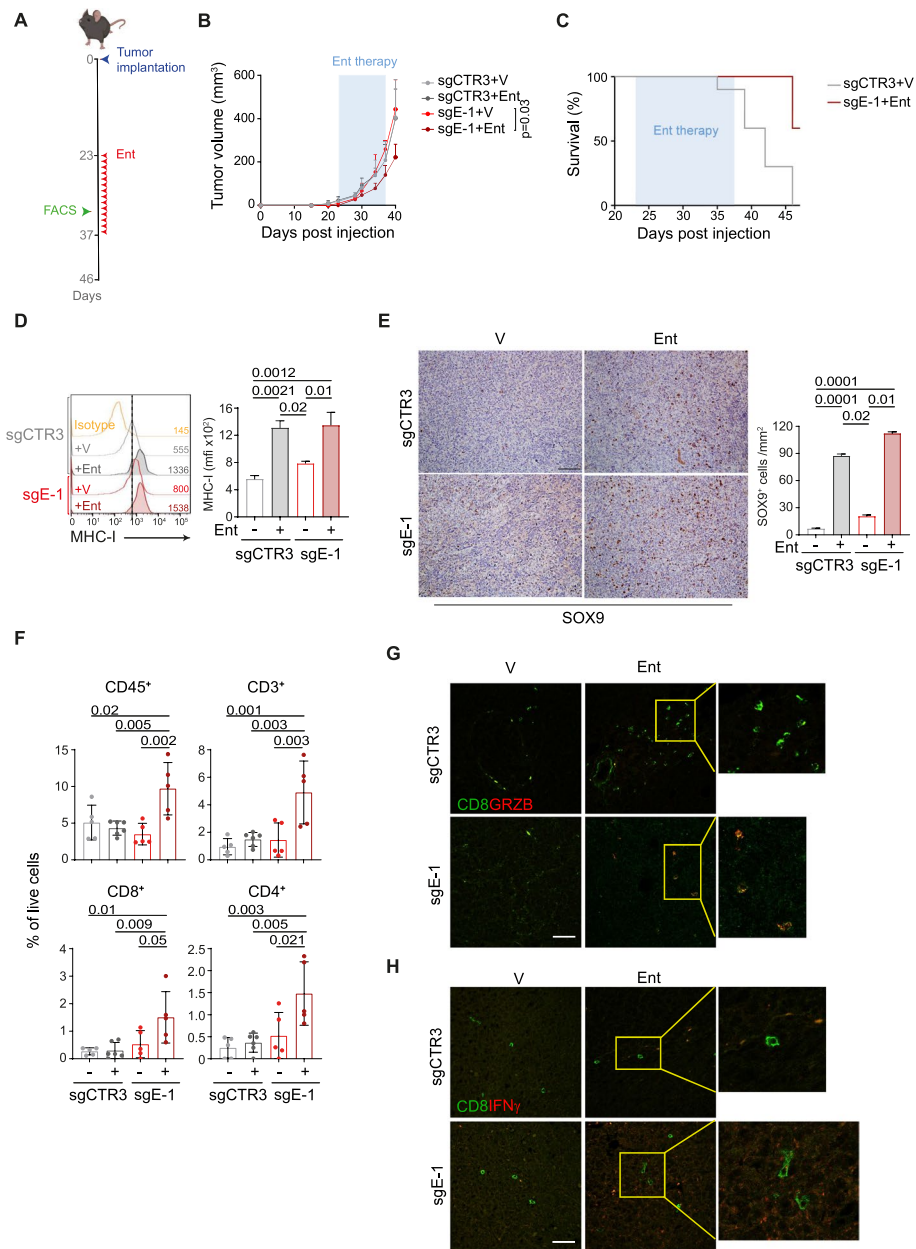 A
0
Tumor
implantation
23
Ent
FACS
37
46
Days
B
Tumor volume (mm³)
600
400
200
0
Ent therapy
0
10
20
30
40
Days post injection
sgCTR3+V
sgCTR3+Ent
sgE-1+V
sgE-1+Ent
p=0.03
C
Survival (%)
100
50
0
Ent therapy
20
25
30
35
40
45
Days post injection
sgCTR3+V
sgE-1+Ent
D
sgCTR3
sgE-1
Isotype 145
+V 555
+Ent 1336
+V 800
+Ent 1538
0 10¹ 10² 10³ 10⁴ 10⁵
MHC-I
0.0012
0.0021 0.01
0.02
MHC-I (mfi x10²)
16
12
8
4
0
Ent - + - +
sgCTR3 sgE-1
E
V Ent
sgCTR3
sgE-1
SOX9
0.0001
0.0001 0.01
0.02
SOX9⁺ cells /mm²
120
90
60
30
0
Ent - + - +
sgCTR3 sgE-1
F
% of live cells
CD45⁺
0.02
0.005
0.002
15
10
5
0
CD3⁺
0.001
0.003
0.003
8
6
4
2
0
CD8⁺
0.01
0.009
0.05
4
3
2
1
0
- + - +
sgCTR3 sgE-1
CD4⁺
0.003
0.005
0.021
2.5
2.0
1.5
1.0
0.5
0.0
- + - +
sgCTR3 sgE-1
G
V Ent
sgCTR3
CD8GRZB
sgE-1
H
V Ent
sgCTR3
CD8IFNγ
sgE-1